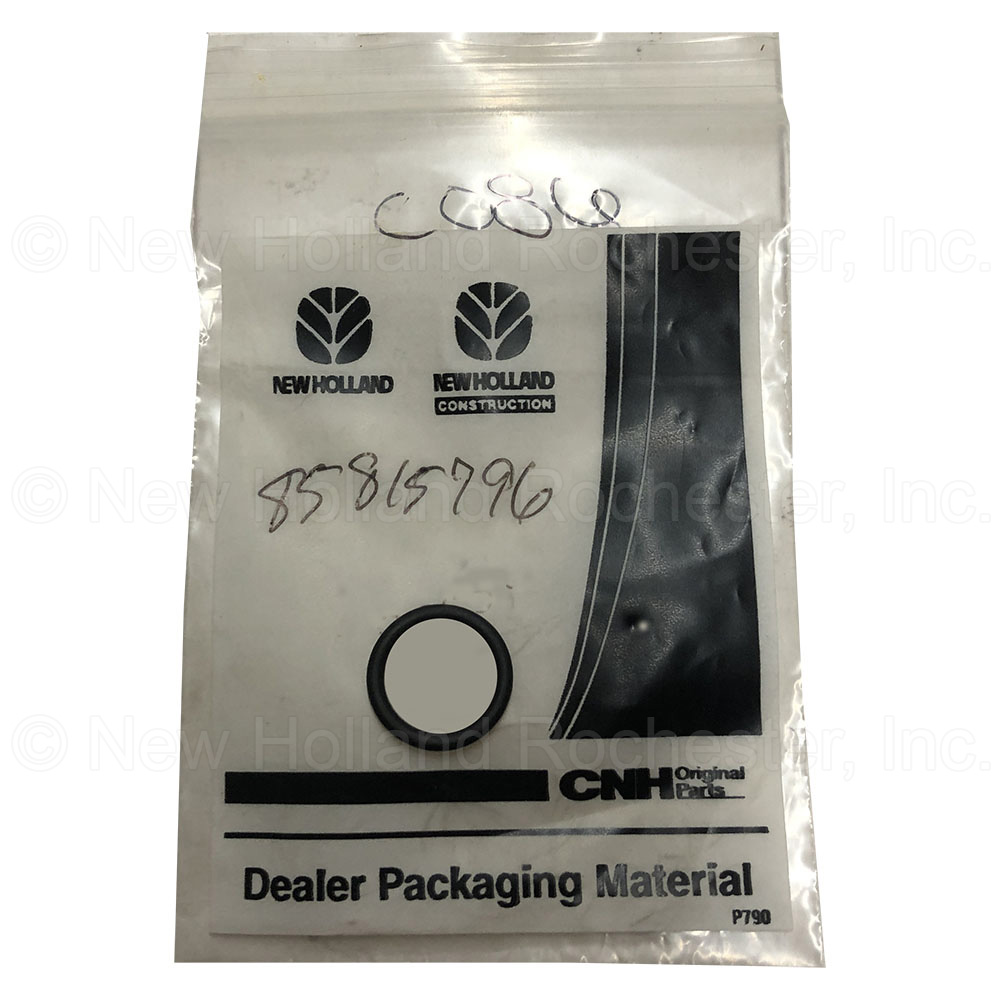 CC86
© New Holland Rochester, Inc.
NEW HOLLAND
NEW HOLLAND
CONSTRUCTION
85815796
© New Holland Rochester, Inc.
© New Holland Rochester, Inc.
CNH Original
Parts
Dealer Packaging Material
P790